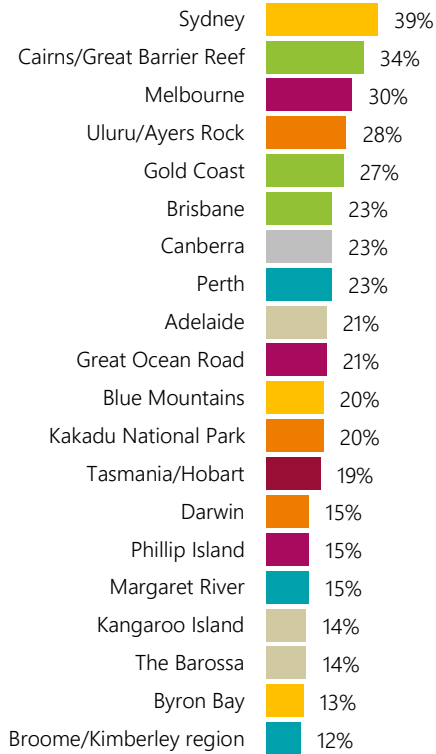 Sydney 39%
Cairns/Great Barrier Reef 34%
Melbourne 30%
Uluru/Ayers Rock 28%
Gold Coast 27%
Brisbane 23%
Canberra 23%
Perth 23%
Adelaide 21%
Great Ocean Road 21%
Blue Mountains 20%
Kakadu National Park 20%
Tasmania/Hobart 19%
Darwin 15%
Phillip Island 15%
Margaret River 15%
Kangaroo Island 14%
The Barossa 14%
Byron Bay 13%
Broome/Kimberley region 12%